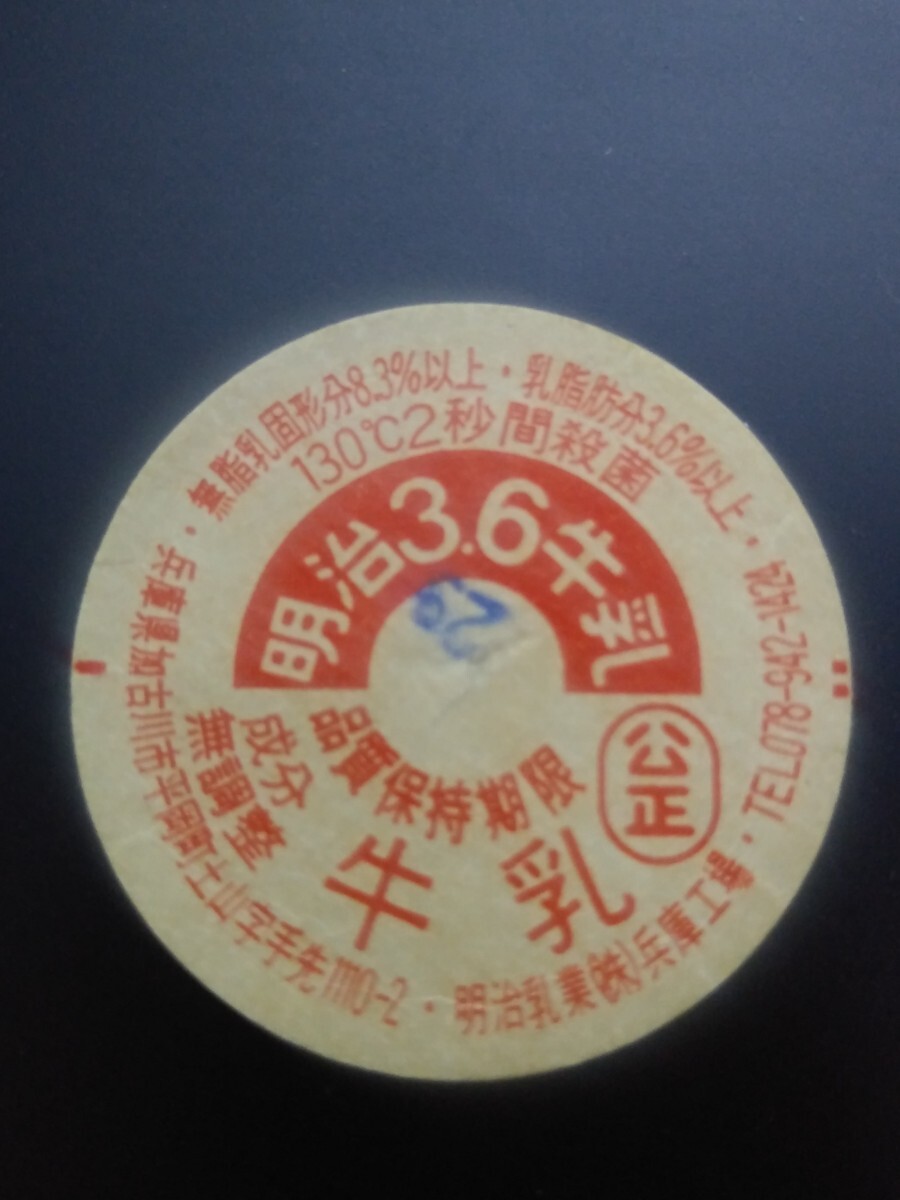 無脂乳固形分8.3%以上・乳脂肪分3.6%以上・
130℃2秒間殺菌
明治3.6牛乳
品質保持期限
成分
無調整
公正
牛乳
兵庫県加古川市平岡町土山字手先1110-2・明治乳業㈱兵庫工場・TEL078-942-1424